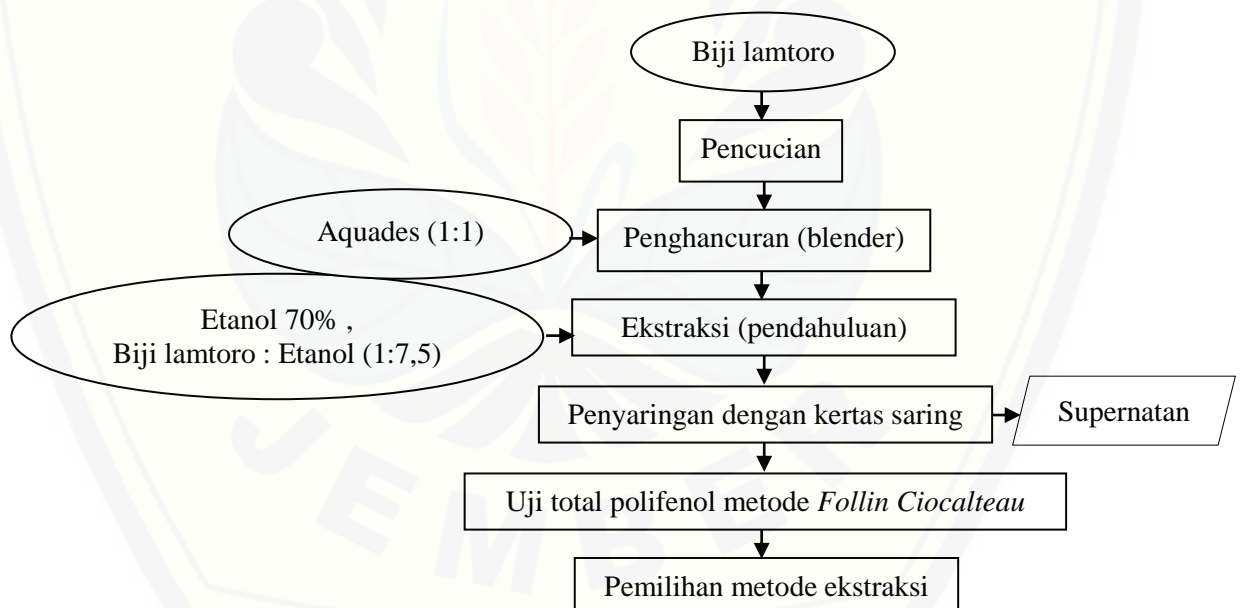 Biji lamtoro
Pencucian
Aquades (1:1)
Penghancuran (blender)
Etanol 70% ,
Biji lamtoro : Etanol (1:7,5)
Ekstraksi (pendahuluan)
Penyaringan dengan kertas saring
Supernatan
Uji total polifenol metode Follin Ciocalteau
Pemilihan metode ekstraksi
JEMBER